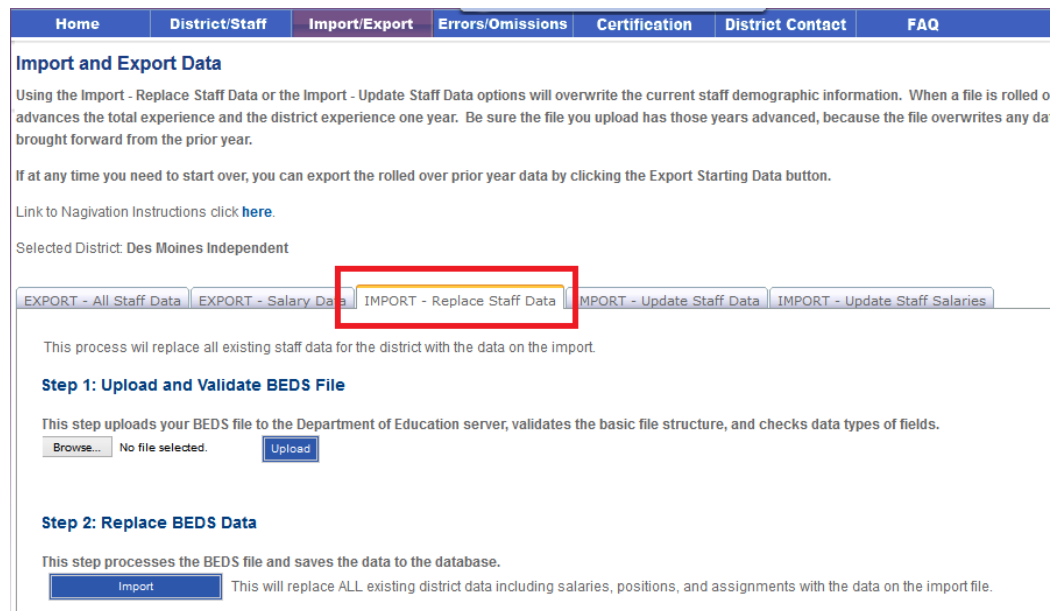 Home District/Staff Import/Export Errors/Omissions Certification District Contact FAQ
Import and Export Data
Using the Import - Replace Staff Data or the Import - Update Staff Data options will overwrite the current staff demographic information. When a file is rolled o
advances the total experience and the district experience one year. Be sure the file you upload has those years advanced, because the file overwrites any da
brought forward from the prior year.
If at any time you need to start over, you can export the rolled over prior year data by clicking the Export Starting Data button.
Link to Nagivation Instructions click here.
Selected District: Des Moines Independent
EXPORT - All Staff Data EXPORT - Salary Data IMPORT - Replace Staff Data MPORT - Update Staff Data IMPORT - Update Staff Salaries
This process wil replace all existing staff data for the district with the data on the import.
Step 1: Upload and Validate BEDS File
This step uploads your BEDS file to the Department of Education server, validates the basic file structure, and checks data types of fields.
Browse... No file selected. Upload
Step 2: Replace BEDS Data
This step processes the BEDS file and saves the data to the database.
Import This will replace ALL existing district data including salaries, positions, and assignments with the data on the import file.